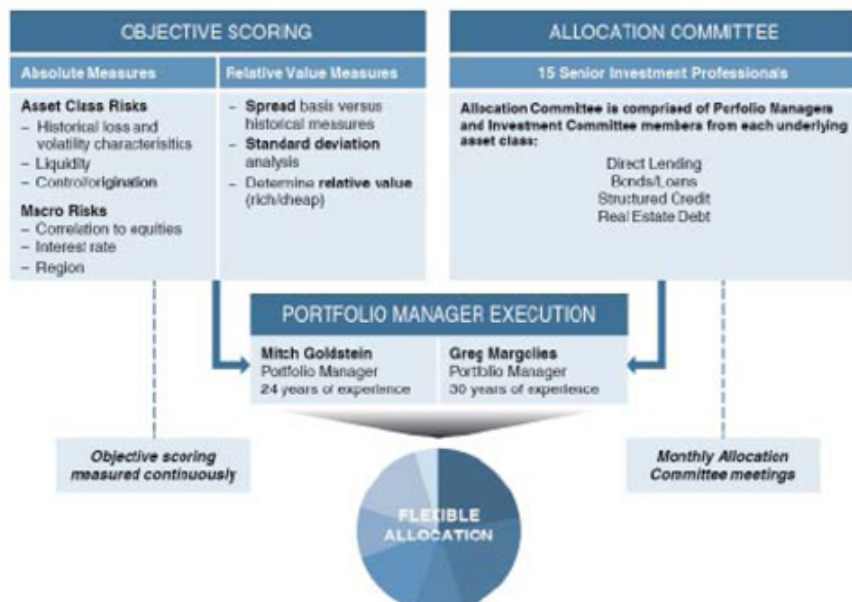 OBJECTIVE SCORING
Absolute Measures
Asset Class Risks
– Historical loss and
volatility characterisitics
– Liquidity
– Control/origination
Macro Risks
– Correlation to equities
– Interest rate
– Region
Relative Value Measures
– Spread basis versus
historical measures
– Standard deviation
analysis
– Determine relative value
(rich/cheap)
ALLOCATION COMMITTEE
15 Senior Investment Professionals
Allocation Committee is comprised of Perfolio Managers
and Investment Committee members from each underlying
asset class:
Direct Lending
Bonds/Loans
Structured Credit
Real Estate Debt
PORTFOLIO MANAGER EXECUTION
Mitch Goldstein
Portfolio Manager
24 years of experience
Greg Margolies
Portfolio Manager
30 years of experience
Objective scoring
measured continuously
Monthly Allocation
Committee meetings
FLEXIBLE
ALLOCATION